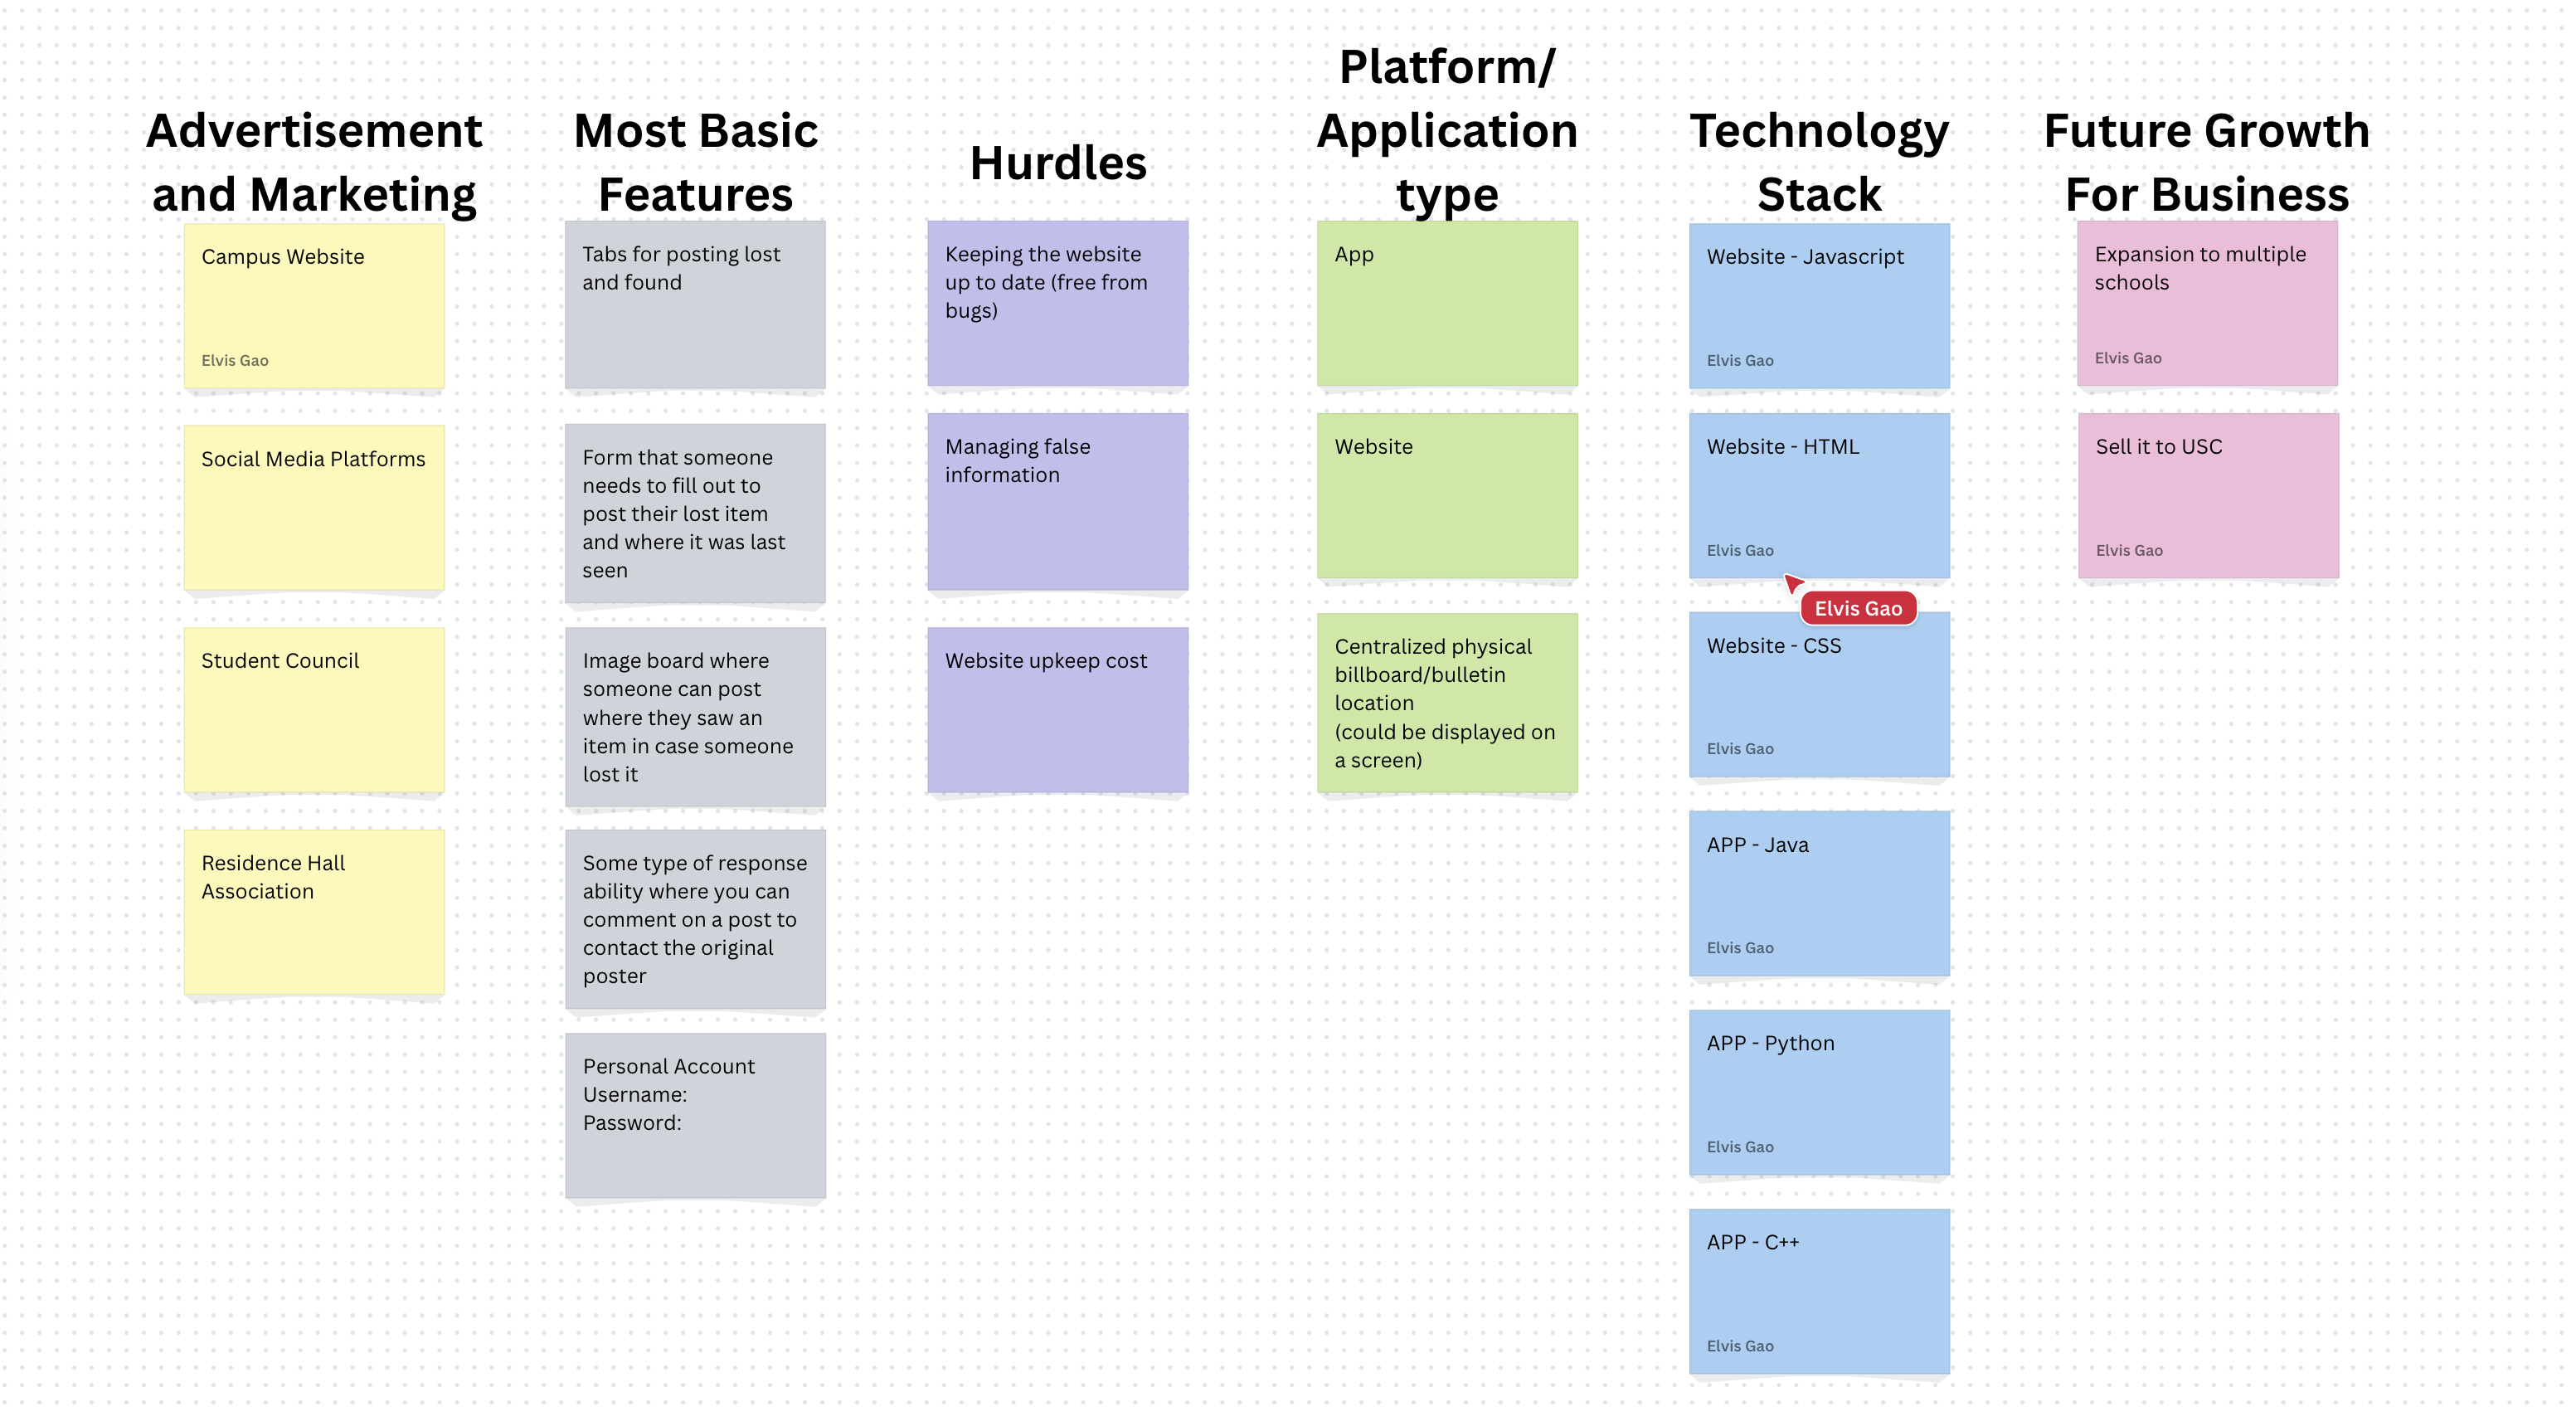 Advertisement
and Marketing
Campus Website
Elvis Gao
Social Media Platforms
Student Council
Residence Hall
Association
Most Basic
Features
Tabs for posting lost
and found
Form that someone
needs to fill out to
post their lost item
and where it was last
seen
Image board where
someone can post
where they saw an
item in case someone
lost it
Some type of response
ability where you can
comment on a post to
contact the original
poster
Personal Account
Username:
Password:
Hurdles
Keeping the website
up to date (free from
bugs)
Managing false
information
Website upkeep cost
Platform/
Application
type
App
Website
Centralized physical
billboard/bulletin
location
(could be displayed on
a screen)
Technology
Stack
Website - Javascript
Elvis Gao
Website - HTML
Elvis Gao
Elvis Gao
Website - CSS
Elvis Gao
APP - Java
Elvis Gao
APP - Python
Elvis Gao
APP - C++
Elvis Gao
Future Growth
For Business
Expansion to multiple
schools
Elvis Gao
Sell it to USC
Elvis Gao